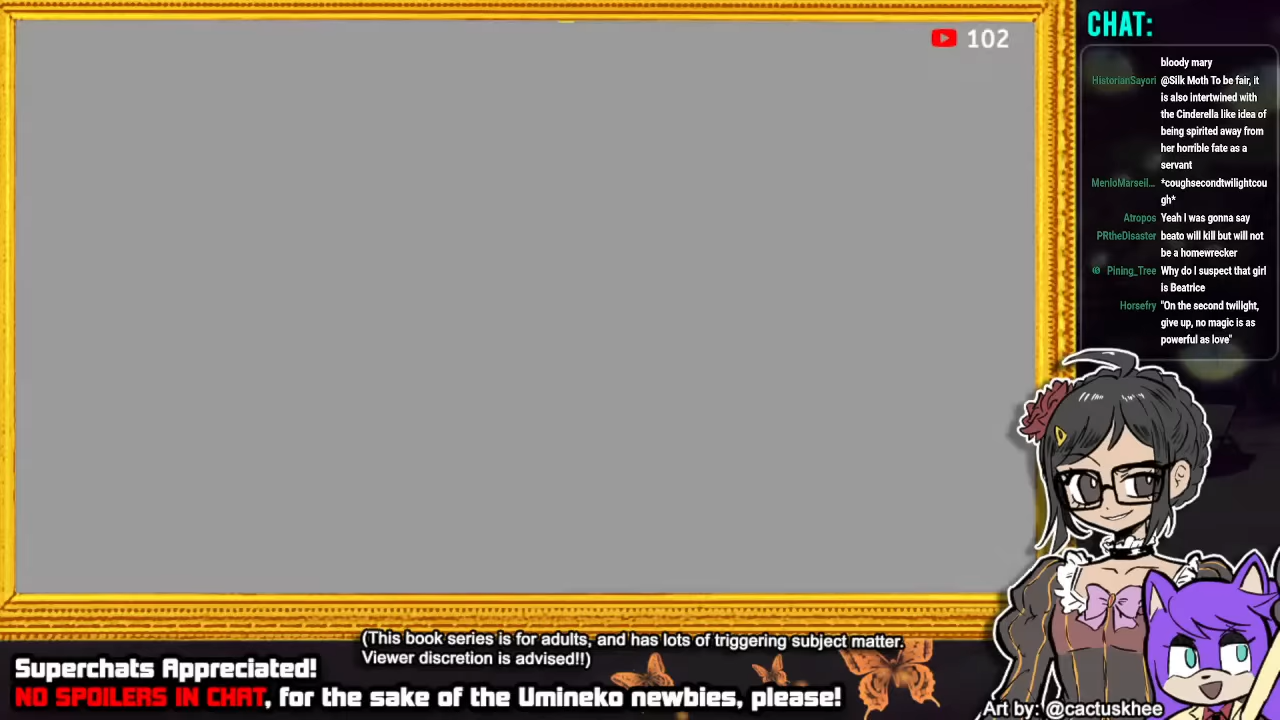 102
CHAT:
bloody mary
HiatorianSayori @Silk Moth To be fair, it
is also intertwined with
the Cinderella like idea of
being spirited away from
her horrible fate as a
servant
MenloMarseil... *coughsecondtwilightcou
gh*
Atropos Yeah I was gonna say
PRtheDisaster beato will kill but will not
be a homewrecker
Pining_Tree Why do I suspect that girl
is Beatrice
Horsefry "On the second twilight,
give up, no magic is as
powerful as love"
(This book series is for adults, and has lots of triggering subject matter.
Viewer discretion is advised!!)
Superchats Appreciated!
NO SPOILERS IN CHAT, for the sake of the Umineko newbies, please!
Art by: @cactuskhee